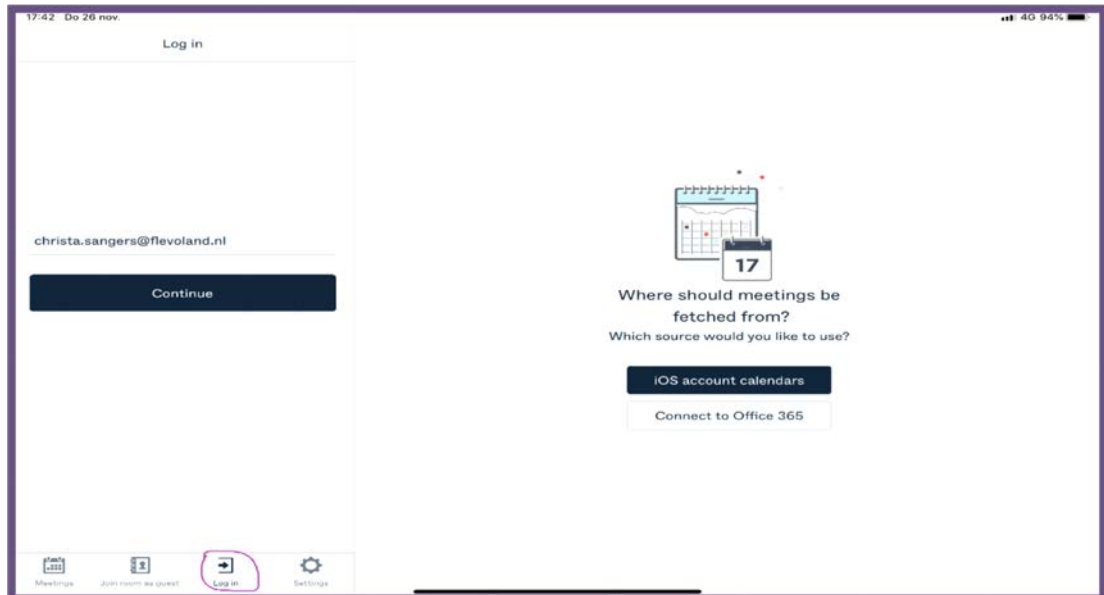 17:42 Do 26 nov.
4G 94%
Log in
christa.sangers@flevoland.nl
Continue
17
Where should meetings be
fetched from?
Which source would you like to use?
iOS account calendars
Connect to Office 365
Meetings
Join room as guest
Log in
Settings